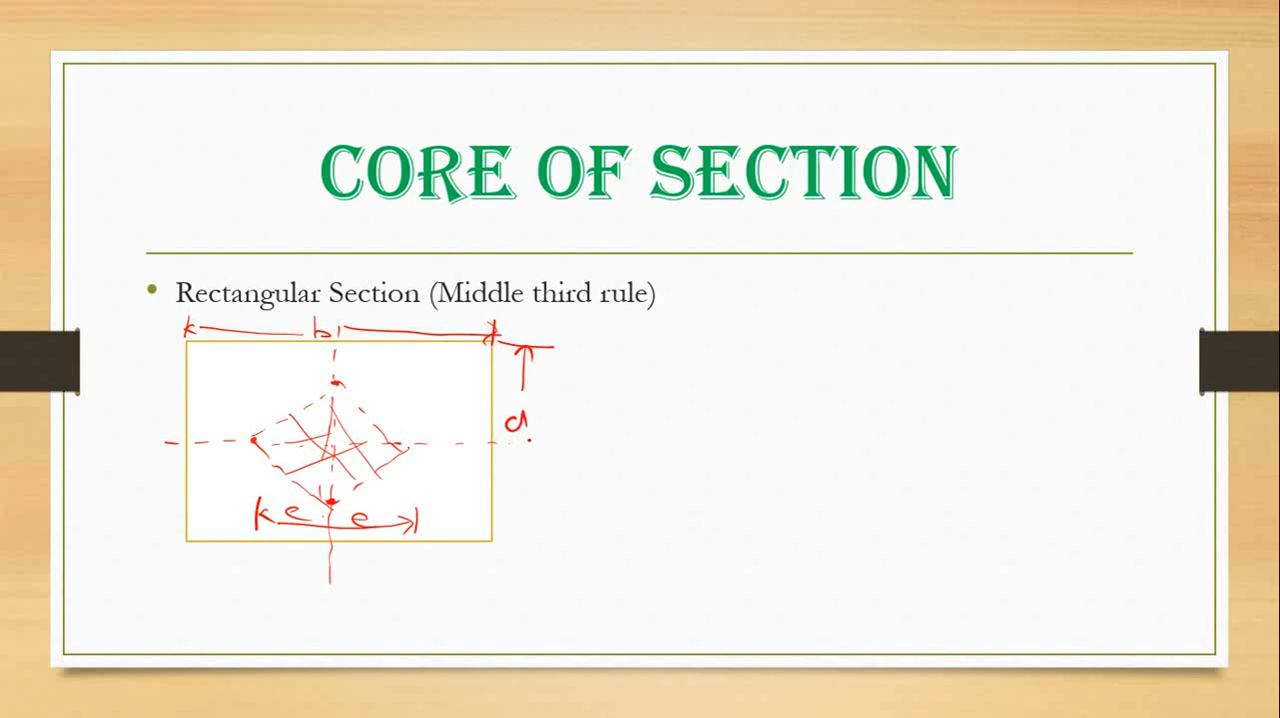 CORE OF SECTION
• Rectangular Section (Middle third rule)
b
d
e e